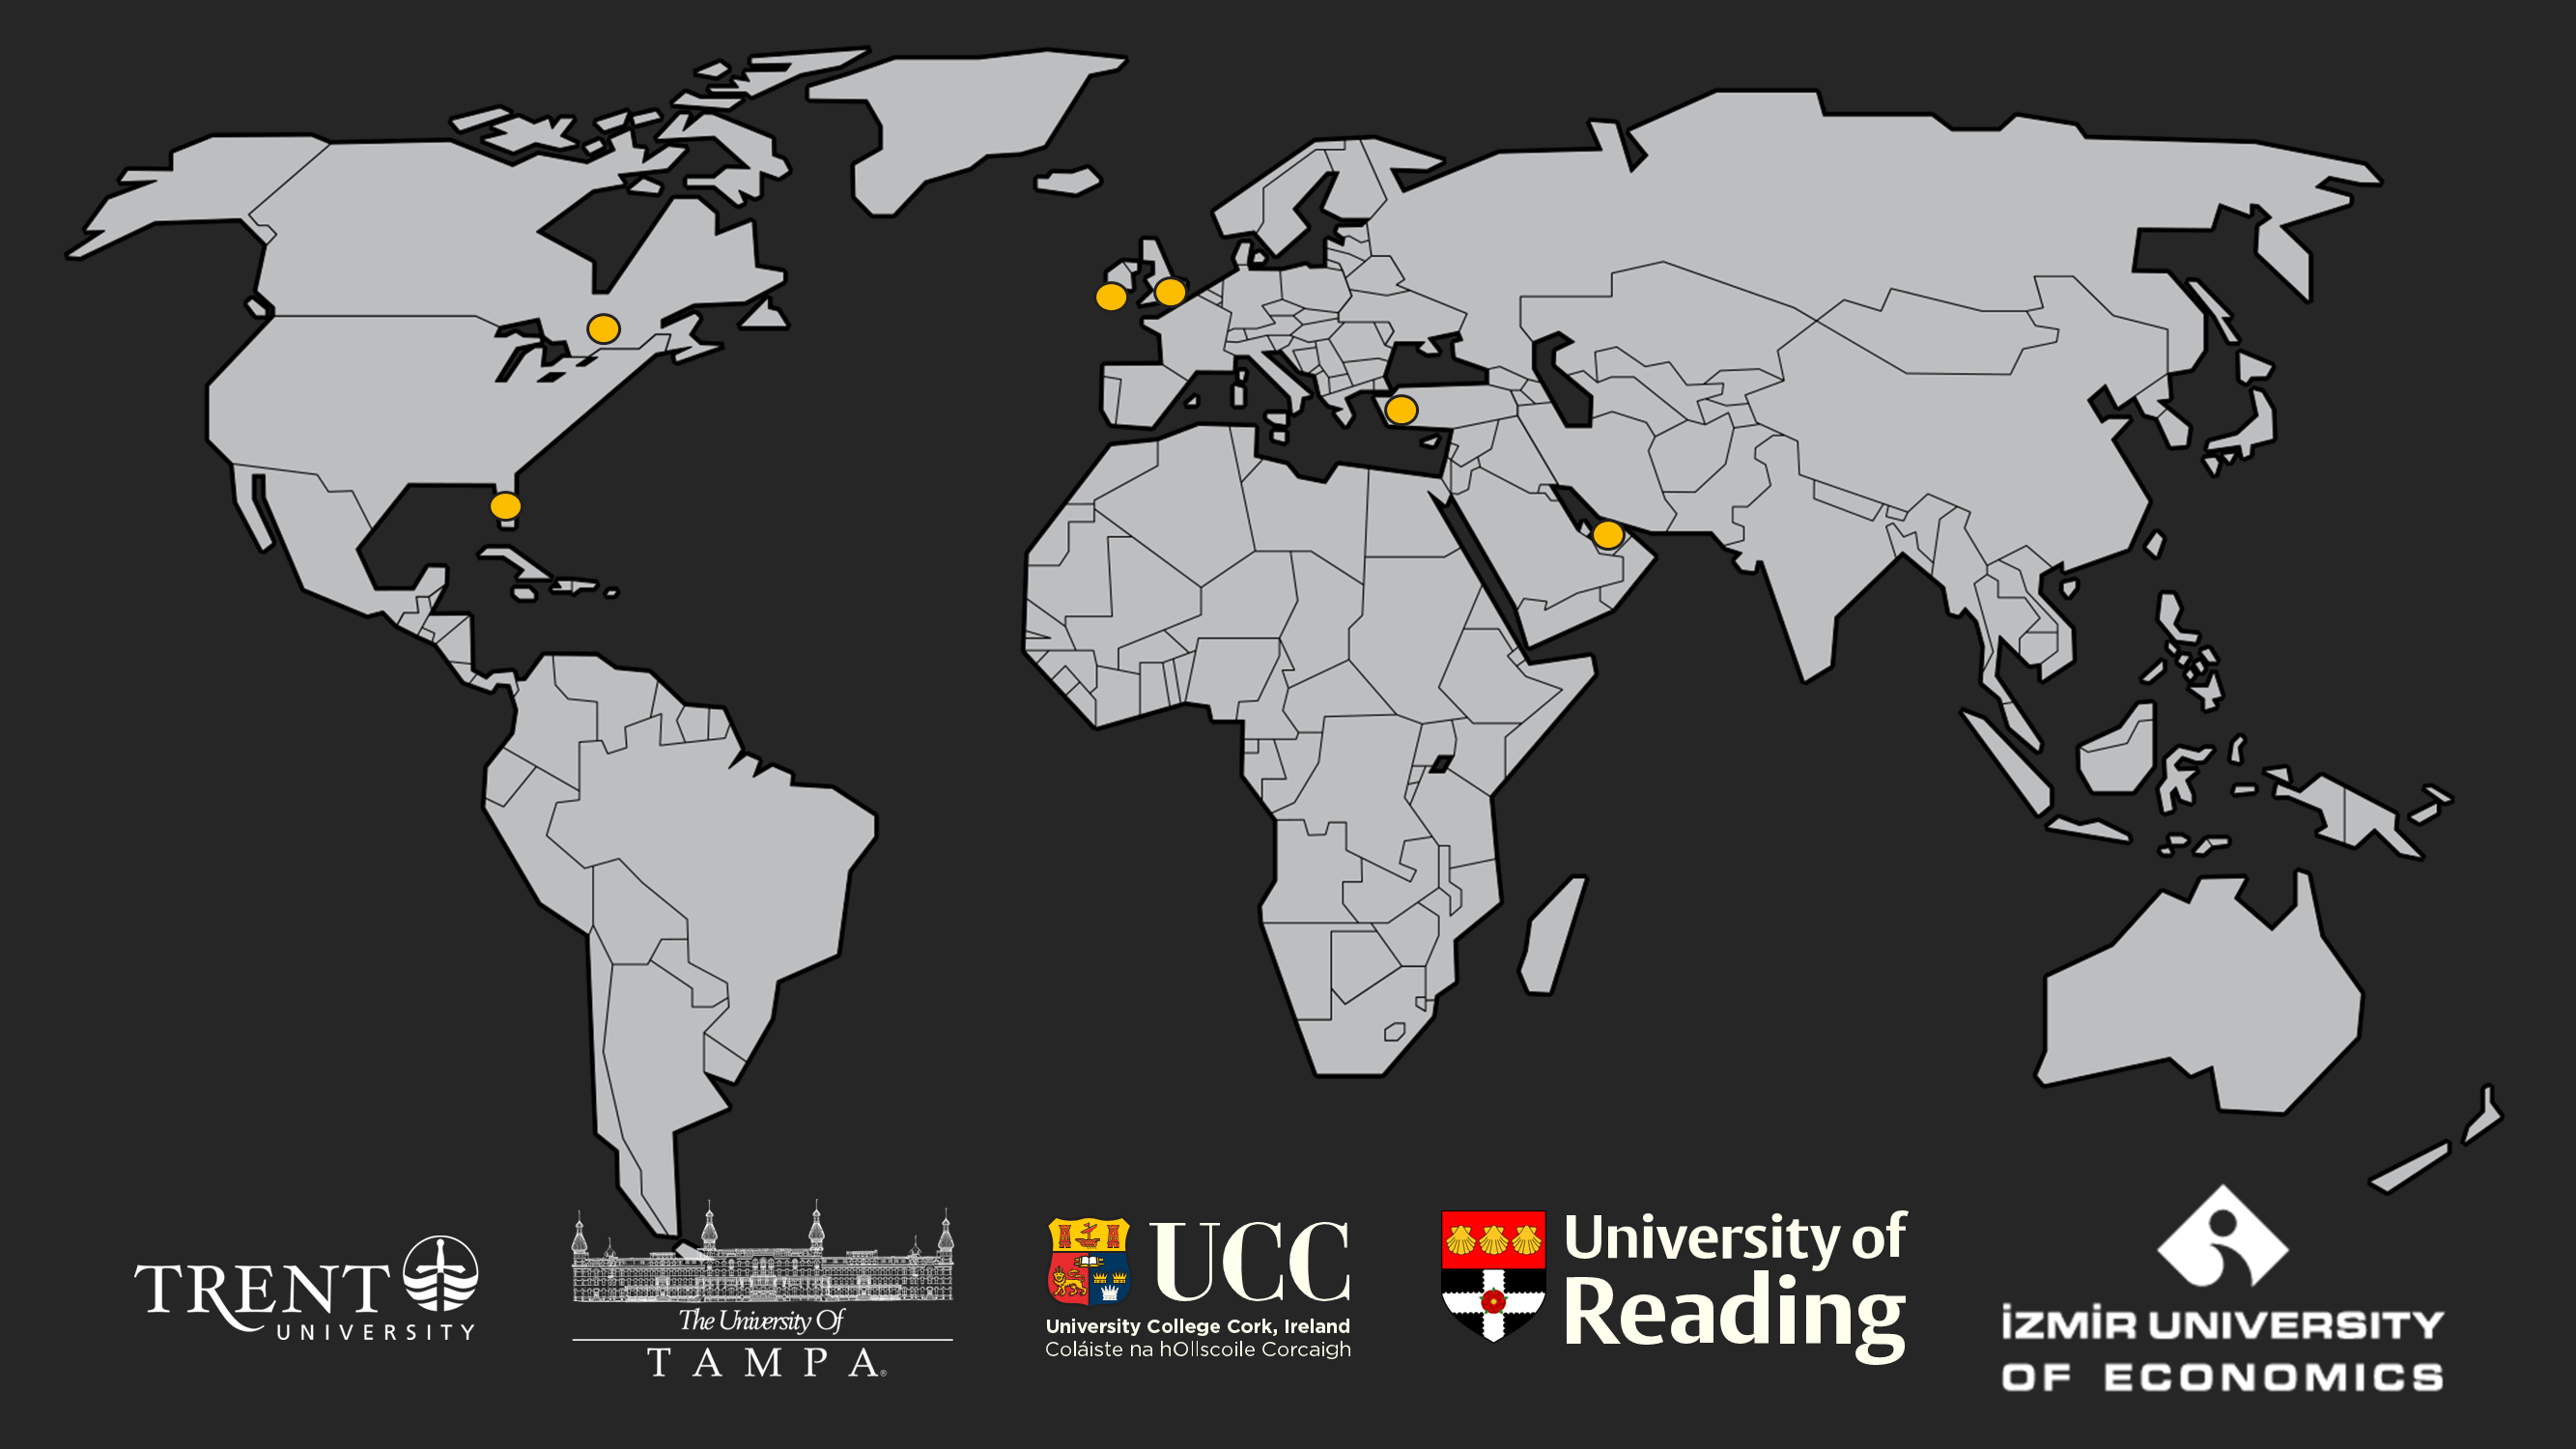 TRENT
UNIVERSITY
The University Of
TAMPA®
UCC
University College Cork, Ireland
Coláiste na hOllscoile Corcaigh
University of
Reading
İZMİR UNIVERSITY
OF ECONOMICS